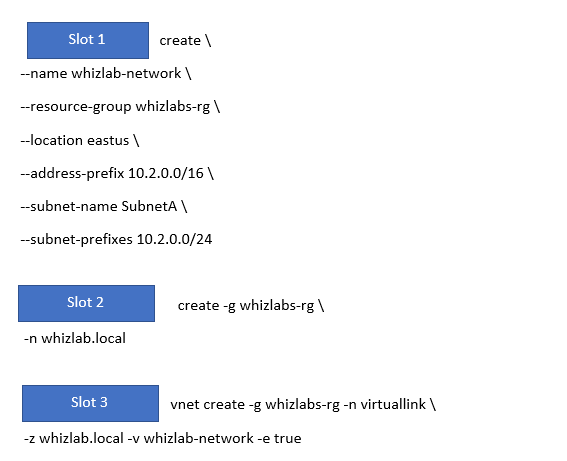 Slot 1 create \
--name whizlab-network \
--resource-group whizlabs-rg \
--location eastus \
--address-prefix 10.2.0.0/16 \
--subnet-name SubnetA \
--subnet-prefixes 10.2.0.0/24
Slot 2 create -g whizlabs-rg \
-n whizlab.local
Slot 3 vnet create -g whizlabs-rg -n virtuallink \
-z whizlab.local -v whizlab-network -e true